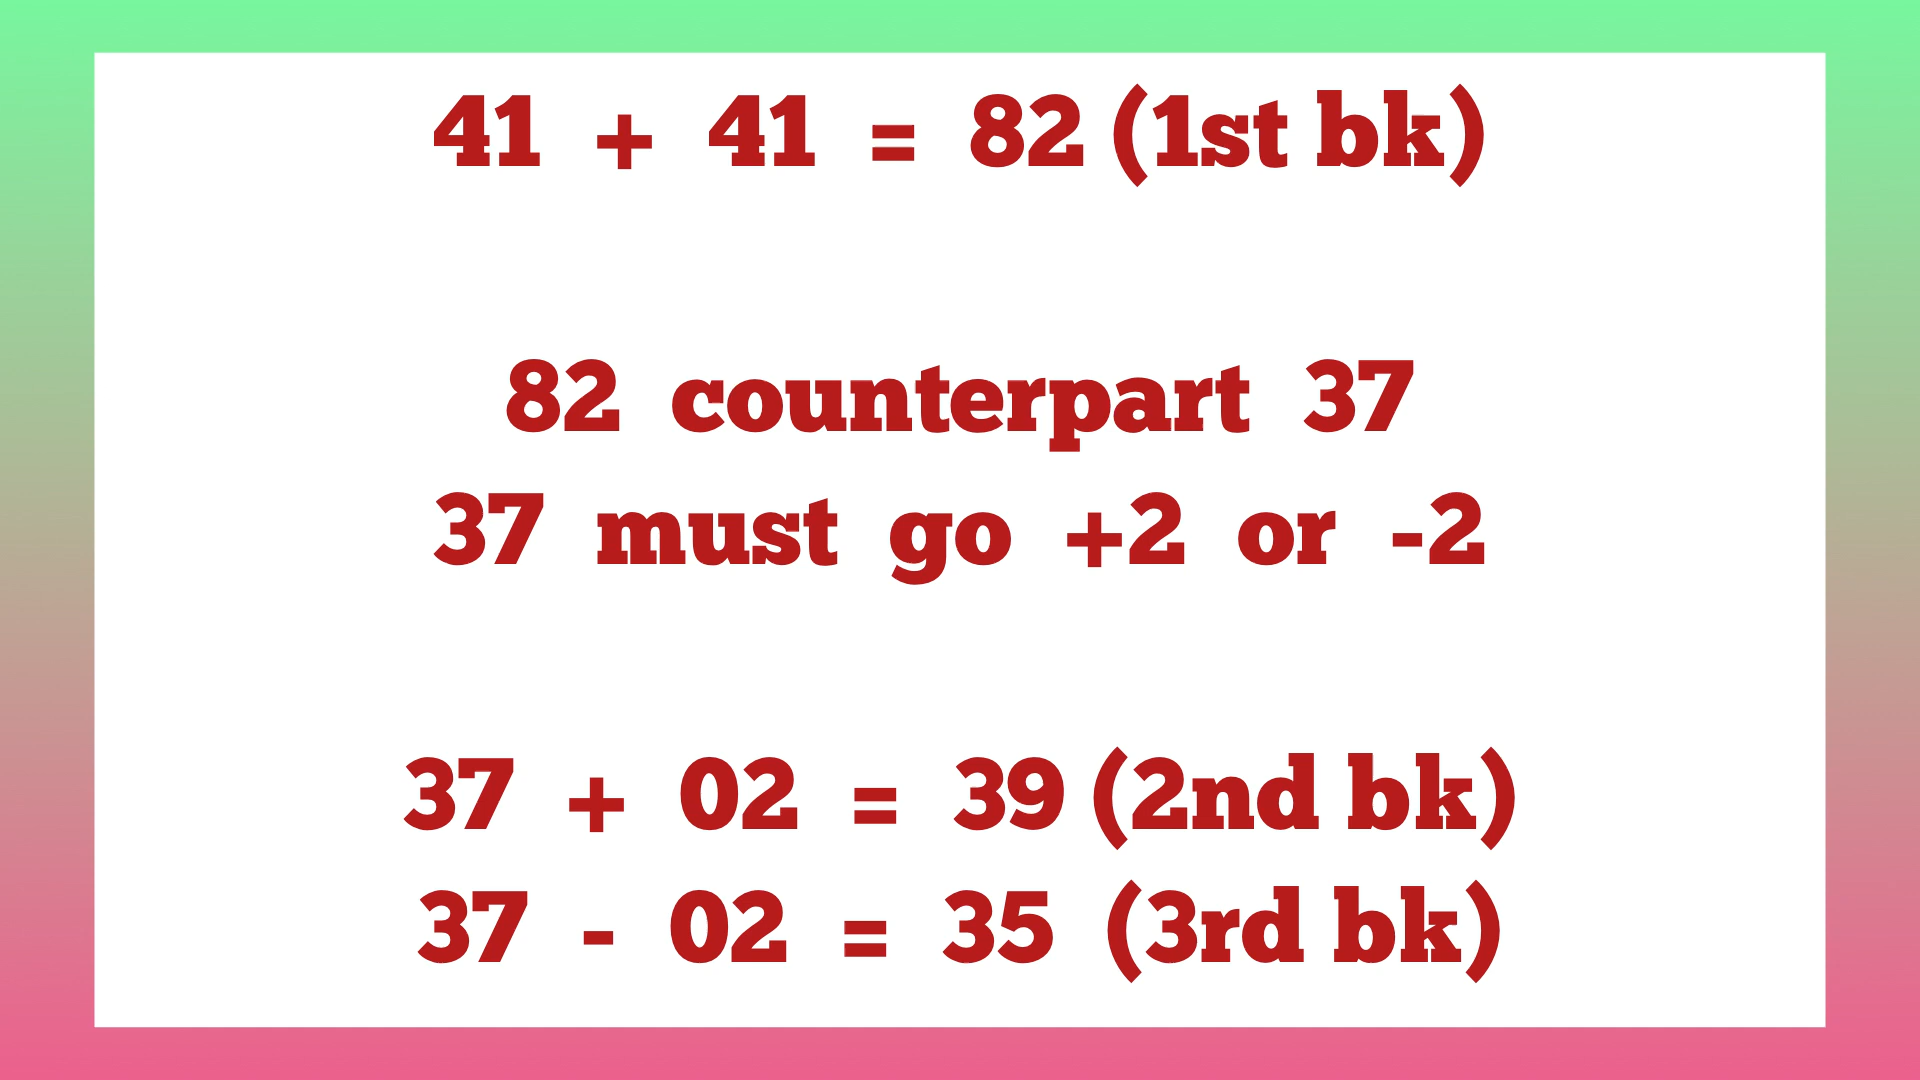 41 + 41 = 82 (1st bk)
82 counterpart 37
37 must go +2 or -2
37 + 02 = 39 (2nd bk)
37 - 02 = 35 (3rd bk)